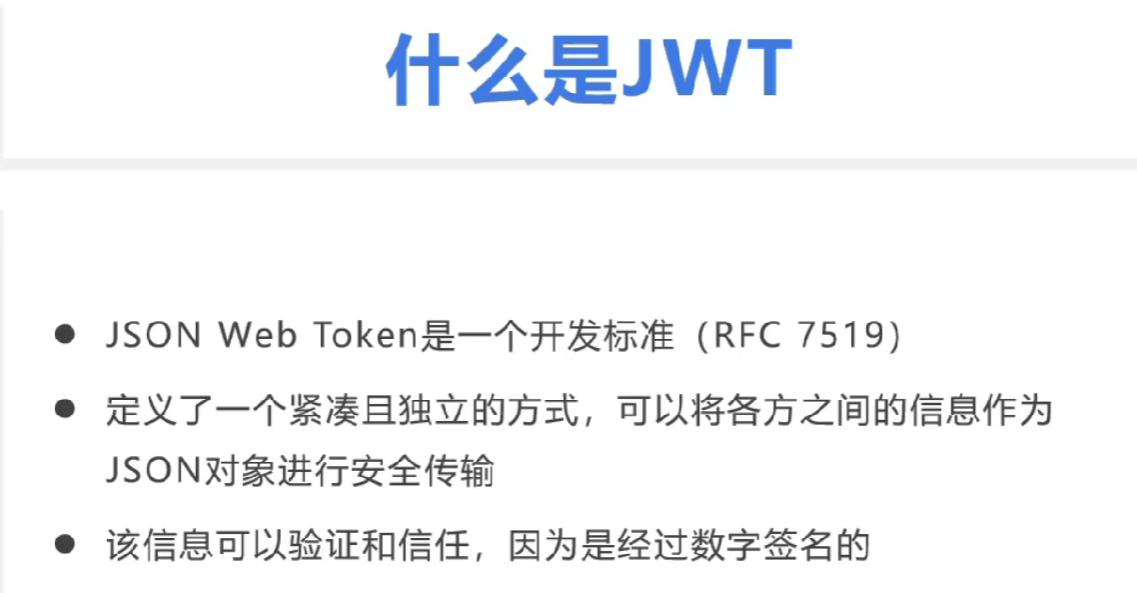 什么是JWT
● JSON Web Token是一个开发标准（RFC 7519）
● 定义了一个紧凑且独立的方式，可以将各方之间的信息作为
JSON对象进行安全传输
● 该信息可以验证和信任，因为是经过数字签名的